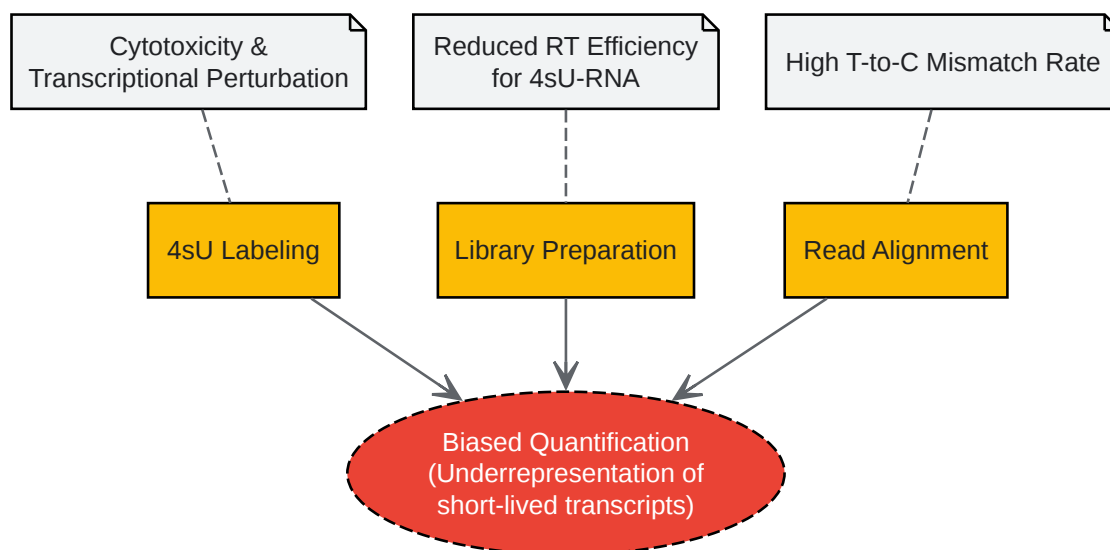 Cytotoxicity &
Transcriptional Perturbation
Reduced RT Efficiency
for 4sU-RNA
High T-to-C Mismatch Rate
4sU Labeling
Library Preparation
Read Alignment
Biased Quantification
(Underrepresentation of
short-lived transcripts)